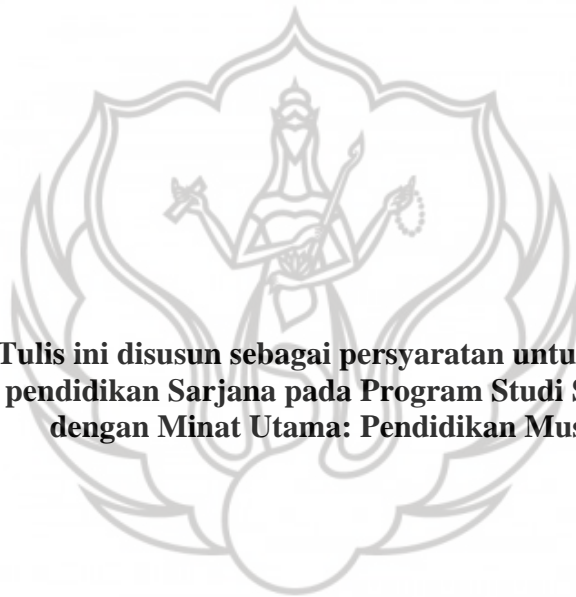 Tulis ini disusun sebagai persyaratan untu
pendidikan Sarjana pada Program Studi S
dengan Minat Utama: Pendidikan Mus